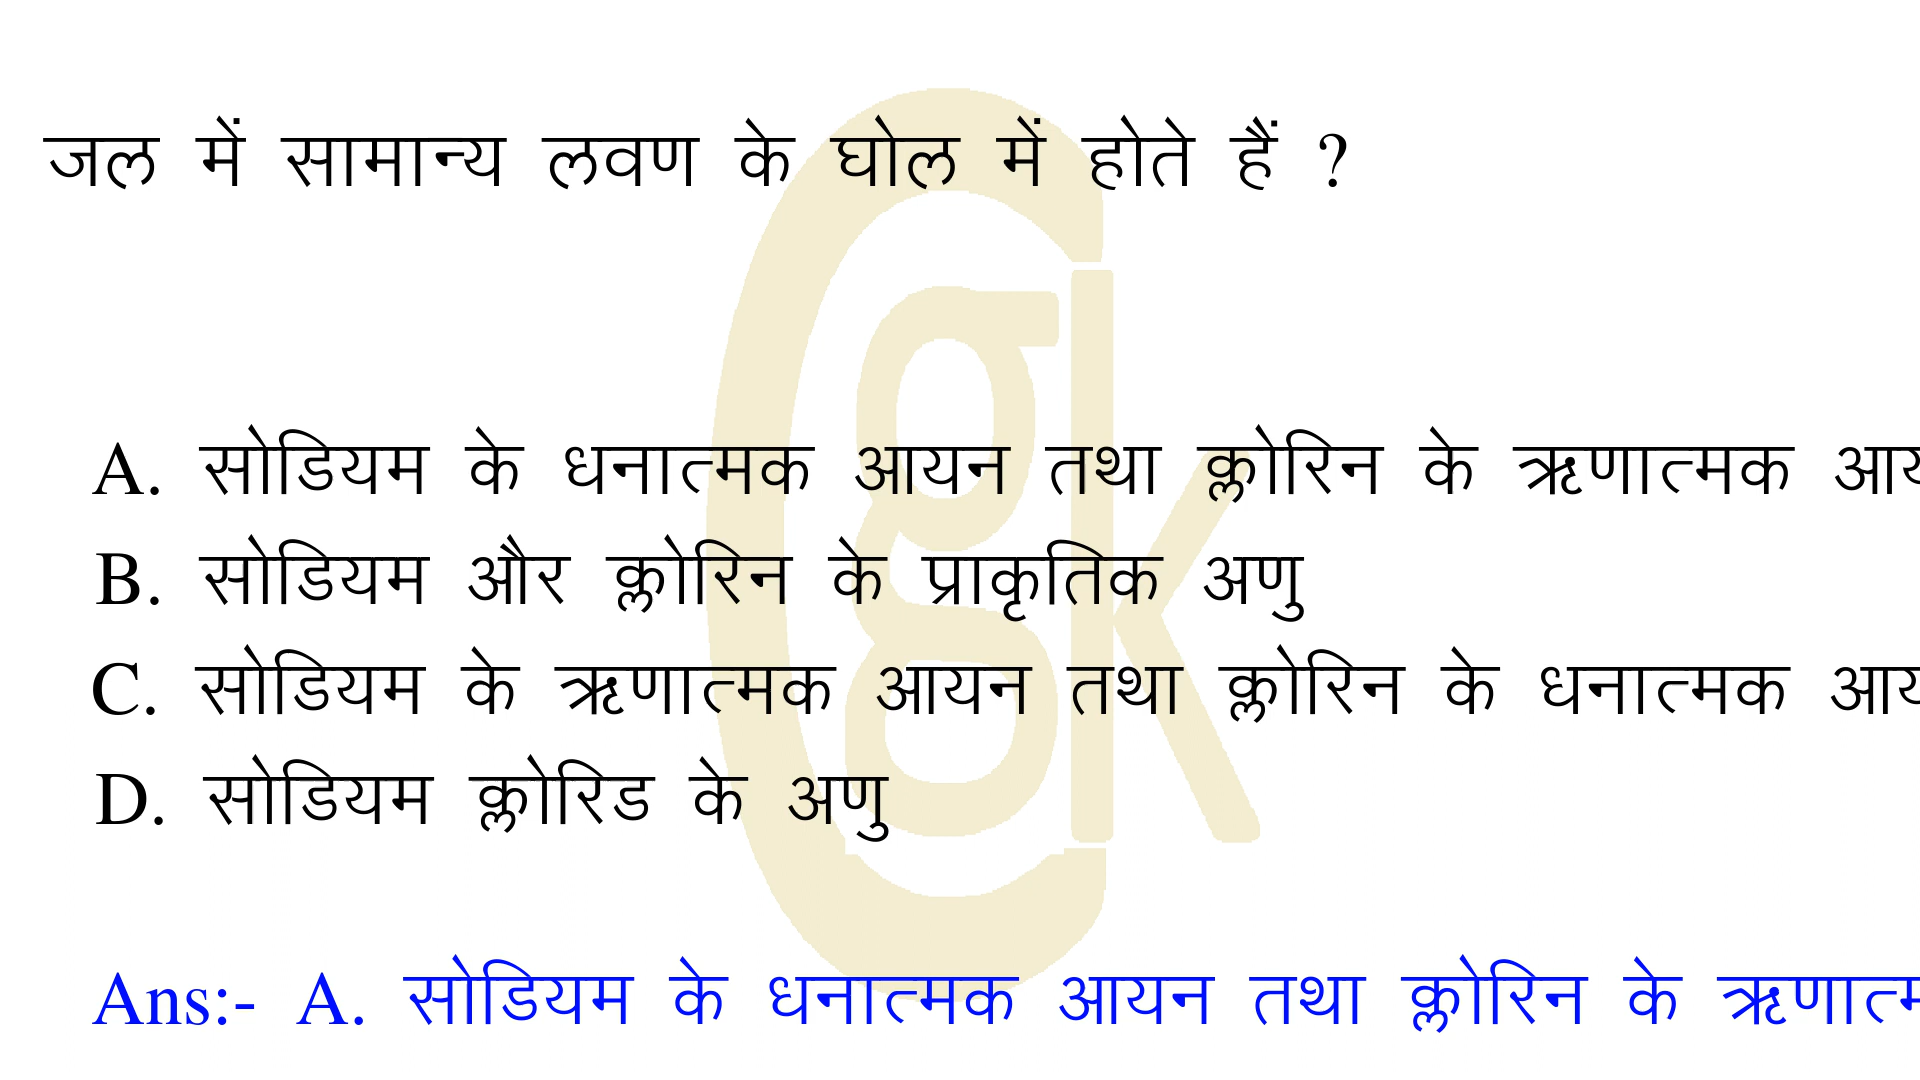 जल में सामान्य लवण के घोल में होते हैं ?
A. सोडियम के धनात्मक आयन तथा क्लोरिन के ऋणात्मक
B. सोडियम और क्लोरिन के प्राकृतिक अणु
C. सोडियम के ऋणात्मक आयन तथा क्लोरिन के धनात्मक
D. सोडियम क्लोरिड के अणु
Ans:- A. सोडियम के धनात्मक आयन तथा क्लोरिन के
gk